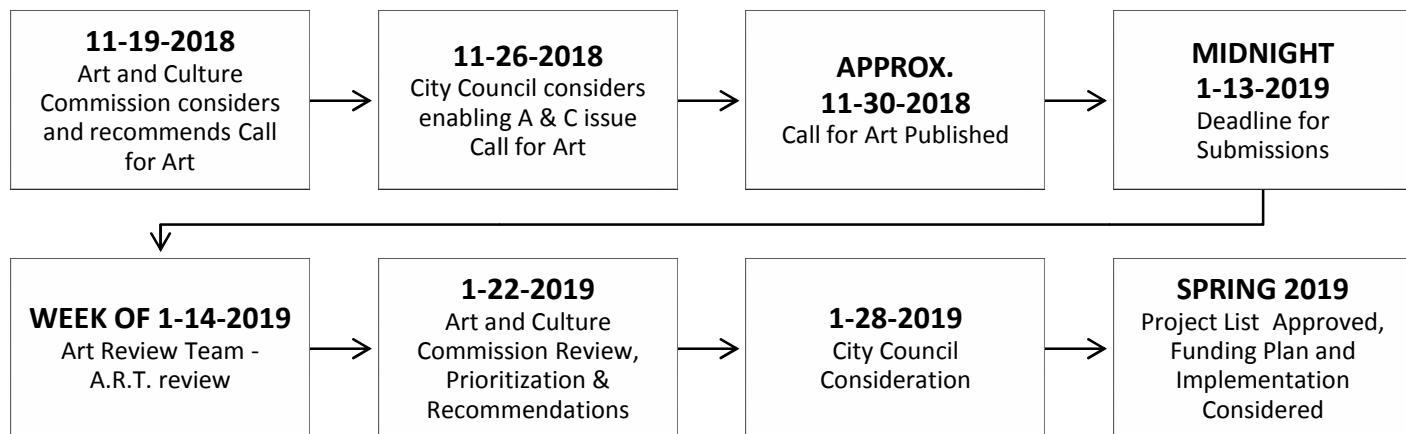 11-19-2018
Art and Culture
Commission considers
and recommends Call
for Art
11-26-2018
City Council considers
enabling A & C issue
Call for Art
APPROX.
11-30-2018
Call for Art Published
MIDNIGHT
1-13-2019
Deadline for
Submissions
WEEK OF 1-14-2019
Art Review Team -
A.R.T. review
1-22-2019
Art and Culture
Commission Review,
Prioritization &
Recommendations
1-28-2019
City Council
Consideration
SPRING 2019
Project List Approved,
Funding Plan and
Implementation
Considered